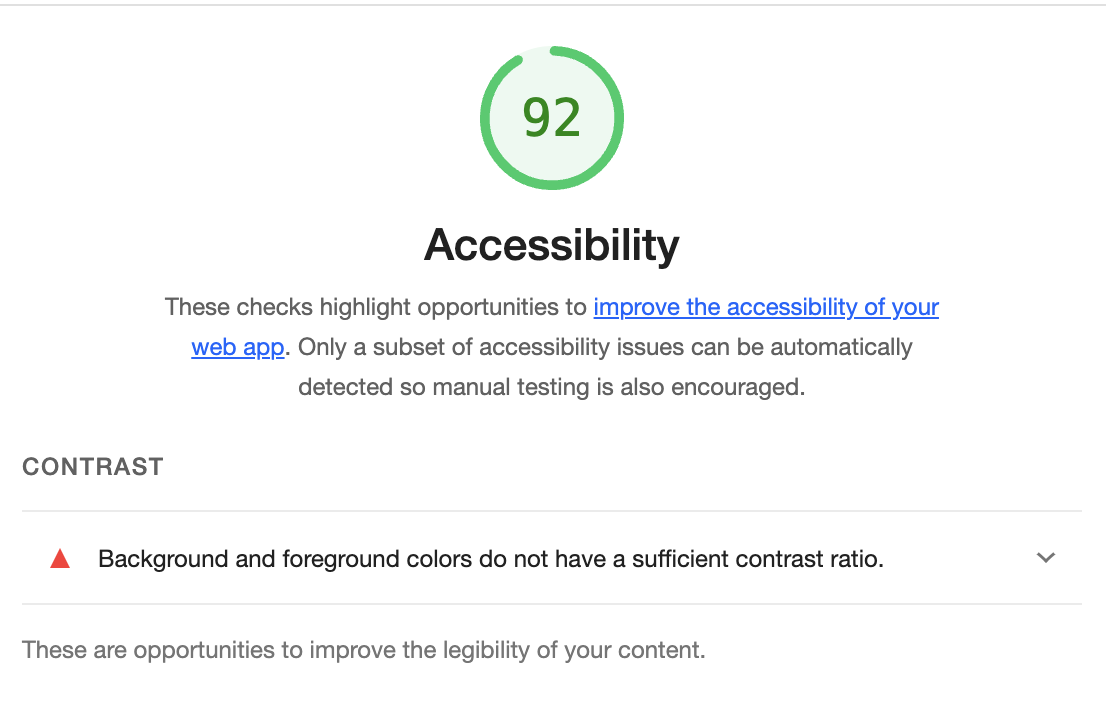 92
Accessibility
These checks highlight opportunities to improve the accessibility of your
web app. Only a subset of accessibility issues can be automatically
detected so manual testing is also encouraged.
CONTRAST
Background and foreground colors do not have a sufficient contrast ratio.
These are opportunities to improve the legibility of your content.